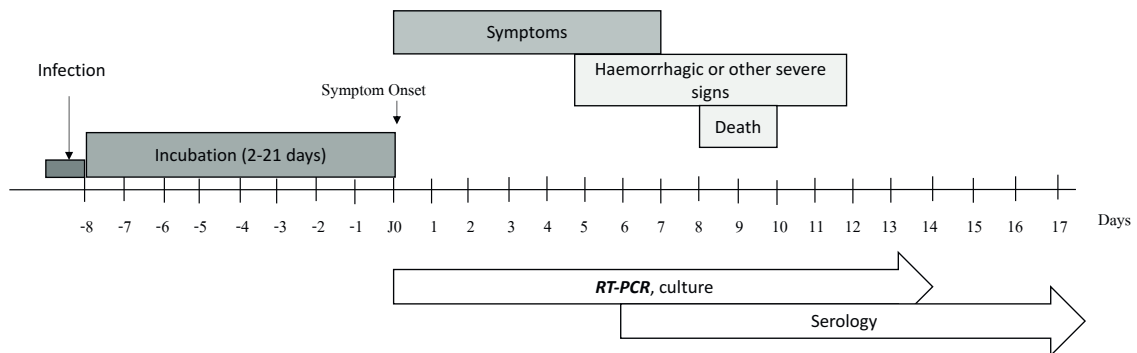 Symptoms
Infection
Haemorrhagic or other severe
signs
Symptom Onset
Death
Incubation (2-21 days)
-8 -7 -6 -5 -4 -3 -2 -1 J0 1 2 3 4 5 6 7 8 9 10 11 12 13 14 15 16 17 Days
RT-PCR, culture
Serology